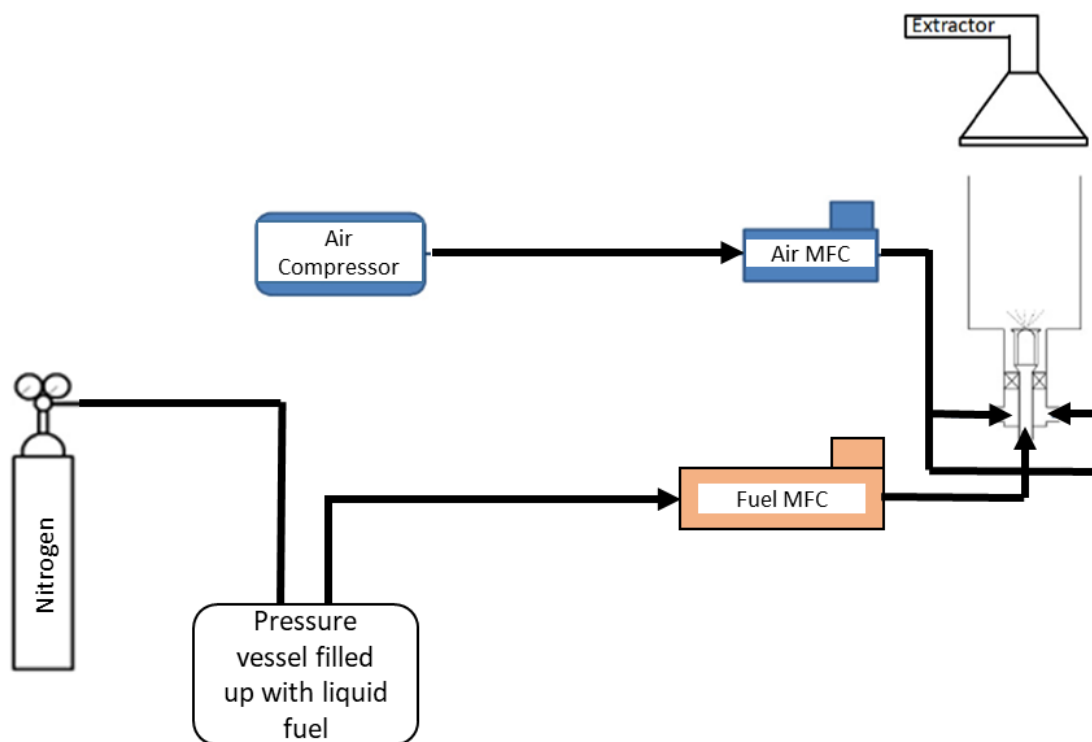 Extractor
Air
Compressor
Air MFC
Fuel MFC
Nitrogen
Pressure
vessel filled
up with liquid
fuel